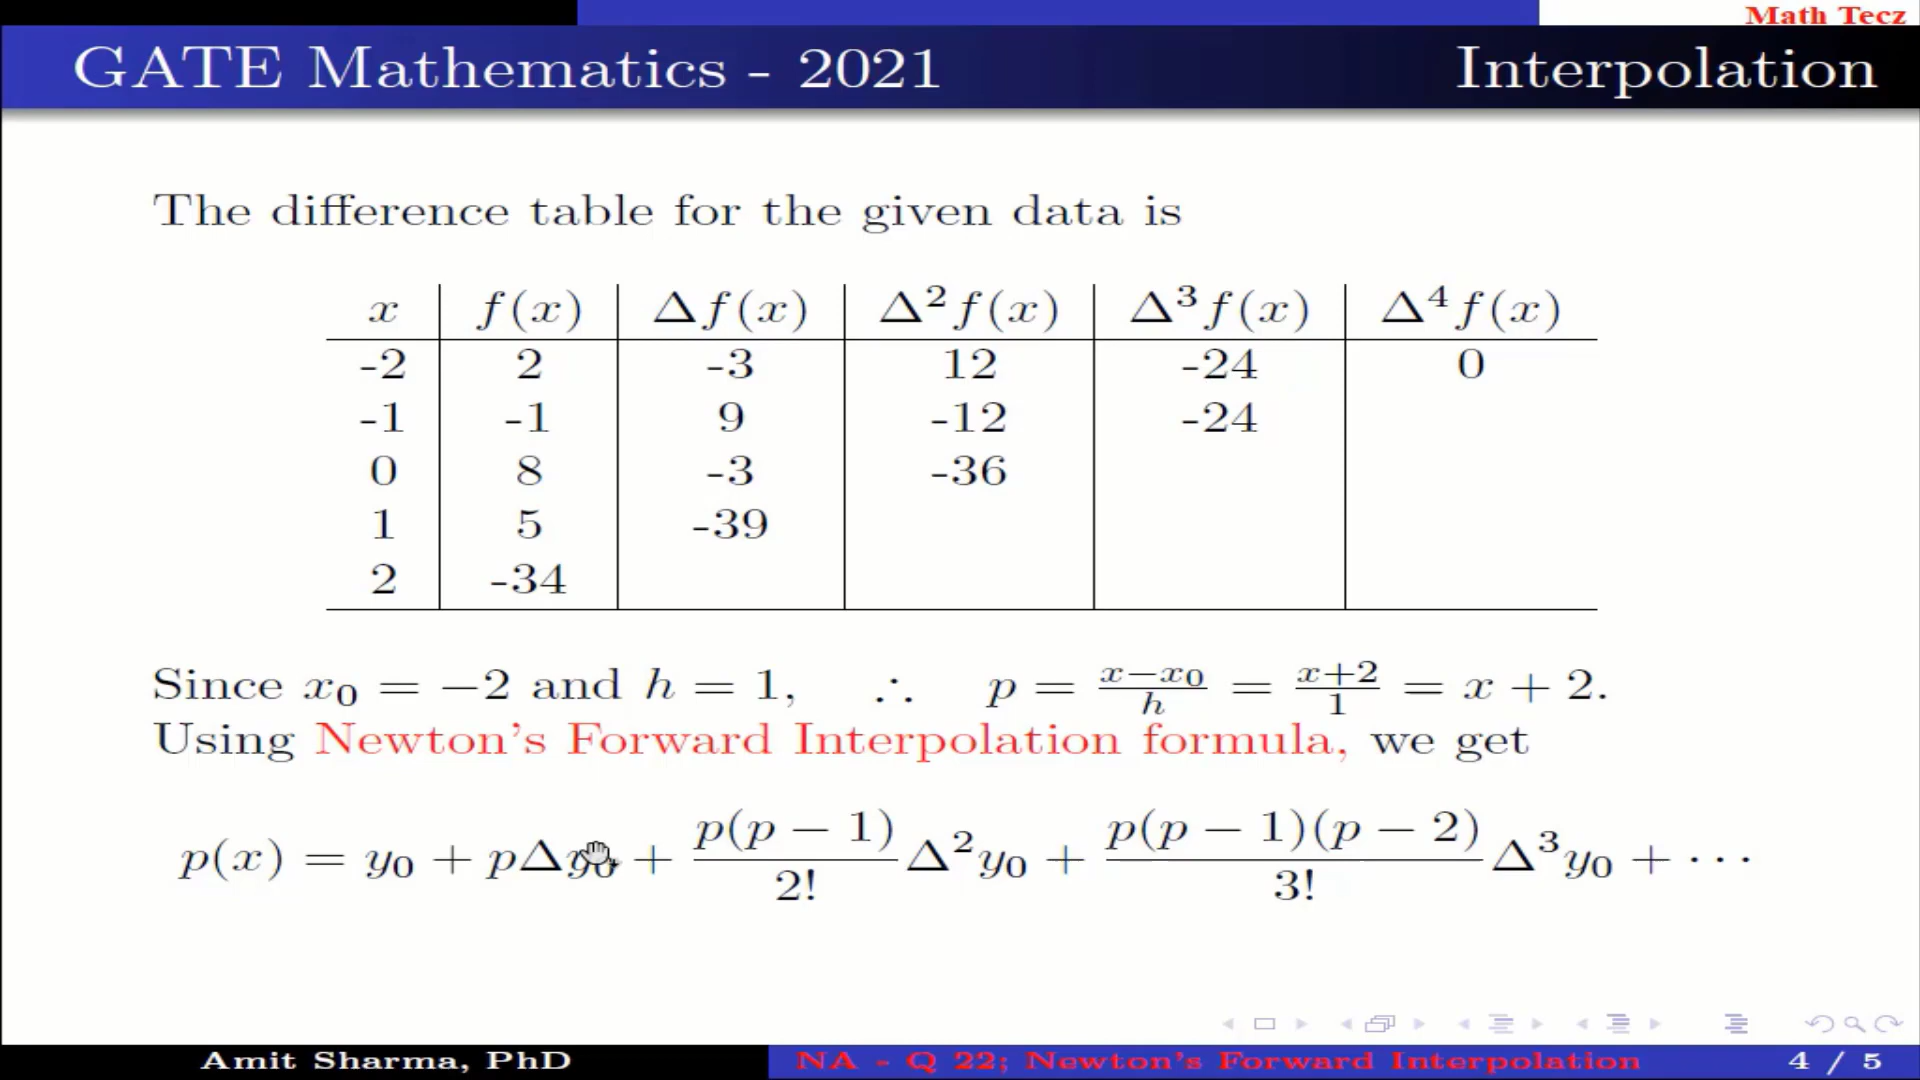 Math Tecz
GATE Mathematics - 2021 Interpolation
The difference table for the given data is
x f(x) Δf(x) Δ²f(x) Δ³f(x) Δ⁴f(x)
-2 2 -3 12 -24 0
-1 -1 9 -12 -24
0 8 -3 -36
1 5 -39
2 -34
Since x₀ = −2 and h = 1, ∴ p = (x−x₀)/h = (x+2)/1 = x + 2.
Using Newton's Forward Interpolation formula, we get
p(x) = y₀ + pΔy₀ + p(p − 1)/2! Δ²y₀ + p(p − 1)(p − 2)/3! Δ³y₀ + ⋯
Amit Sharma, PhD NA - Q 22; Newton's Forward Interpolation 4 / 5